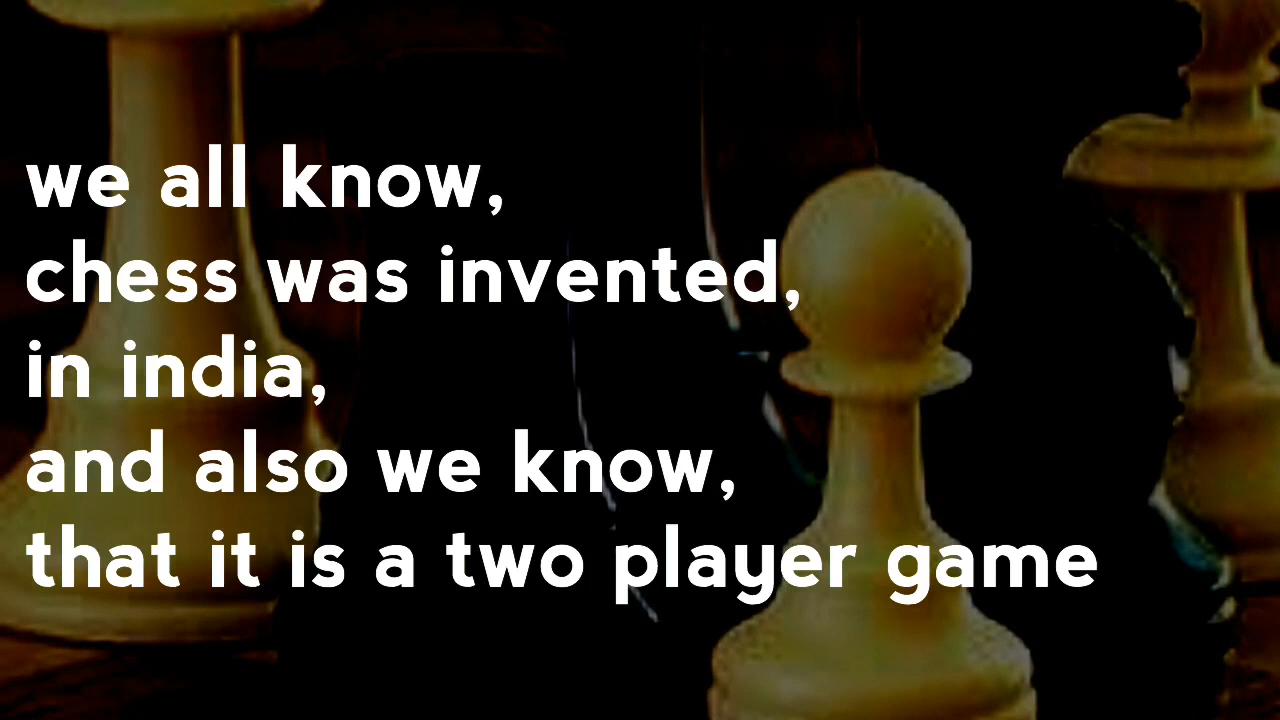 we all know,
chess was invented,
in india,
and also we know,
that it is a two player game